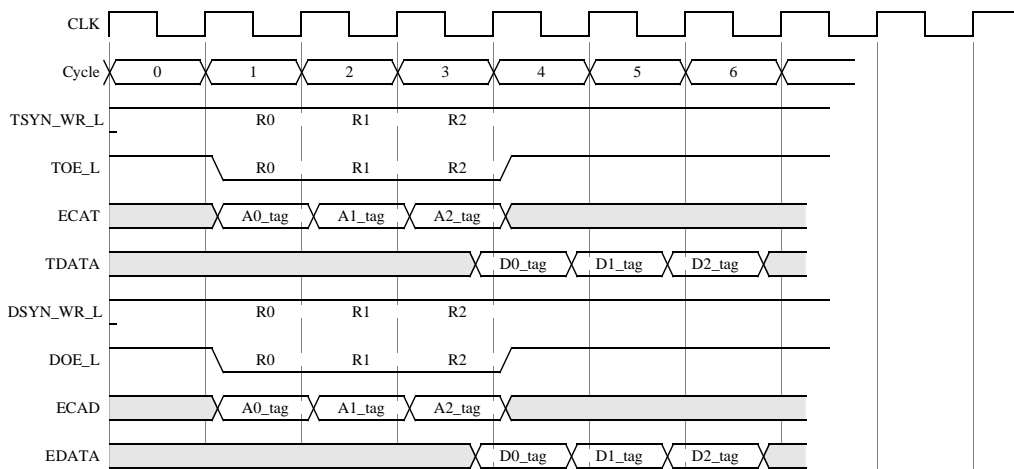 CLK
Cycle 0 1 2 3 4 5 6
TSYN_WR_L R0 R1 R2
TOE_L R0 R1 R2
ECAT A0_tag A1_tag A2_tag
TDATA D0_tag D1_tag D2_tag
DSYN_WR_L R0 R1 R2
DOE_L R0 R1 R2
ECAD A0_tag A1_tag A2_tag
EDATA D0_tag D1_tag D2_tag